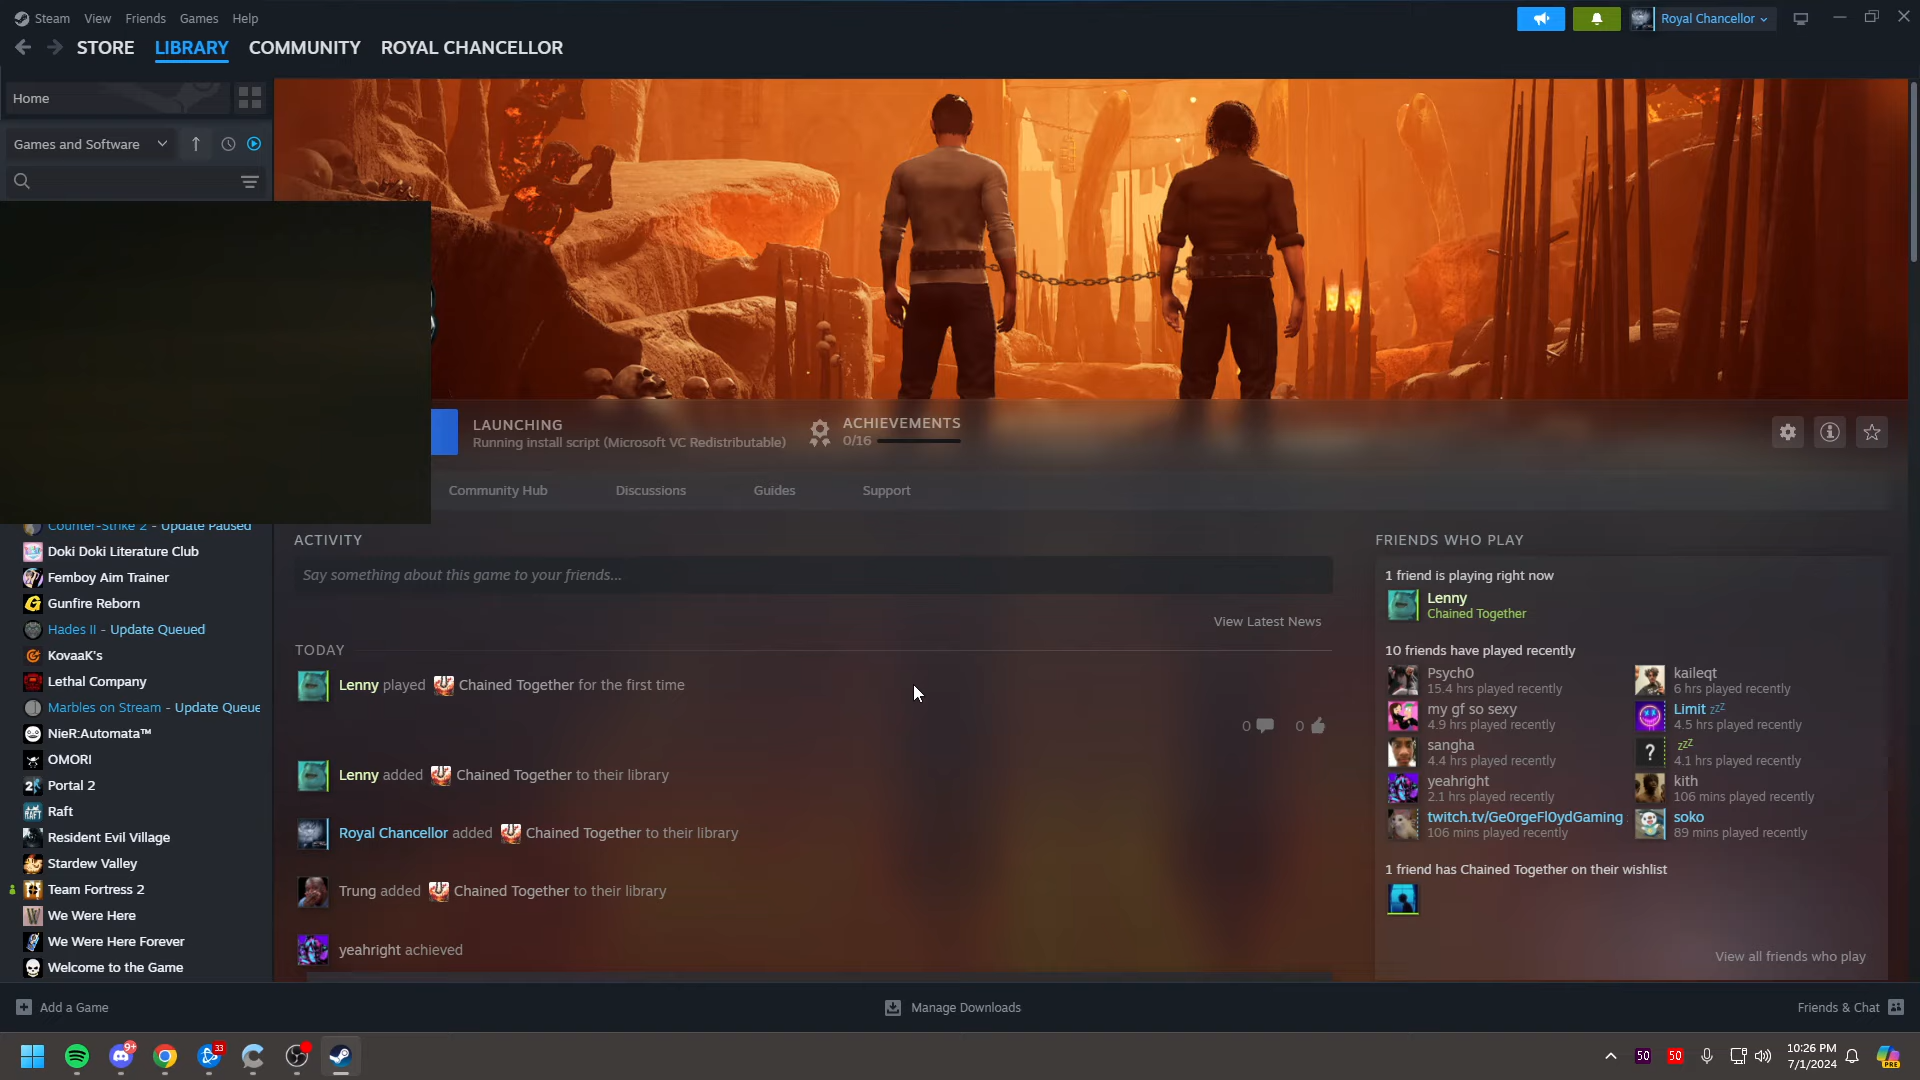 Steam View Friends Games Help
Royal Chancellor
STORE LIBRARY COMMUNITY ROYAL CHANCELLOR
Home
Games and Software
LAUNCHING
Running install script (Microsoft VC Redistributable)
ACHIEVEMENTS
0/16
Community Hub Discussions Guides Support
Counter-Strike 2 - Update Paused
Doki Doki Literature Club
Femboy Aim Trainer
Gunfire Reborn
Hades II - Update Queued
KovaaK's
Lethal Company
Marbles on Stream - Update Queue
NieR:Automata™
OMORI
Portal 2
Raft
Resident Evil Village
Stardew Valley
Team Fortress 2
We Were Here
We Were Here Forever
Welcome to the Game
ACTIVITY
Say something about this game to your friends...
View Latest News
TODAY
Lenny played Chained Together for the first time
0 0
Lenny added Chained Together to their library
Royal Chancellor added Chained Together to their library
Trung added Chained Together to their library
yeahright achieved
FRIENDS WHO PLAY
1 friend is playing right now
Lenny
Chained Together
10 friends have played recently
Psych0
15.4 hrs played recently
kaileqt
6 hrs played recently
my gf so sexy
4.9 hrs played recently
Limit zzZ
4.5 hrs played recently
sangha
4.4 hrs played recently
? zzZ
4.1 hrs played recently
yeahright
2.1 hrs played recently
kith
106 mins played recently
twitch.tv/Ge0rgeFl0ydGaming
106 mins played recently
soko
89 mins played recently
1 friend has Chained Together on their wishlist
View all friends who play
Add a Game
Manage Downloads
Friends & Chat
9+
33
50
50
10:26 PM
7/1/2024
PRE